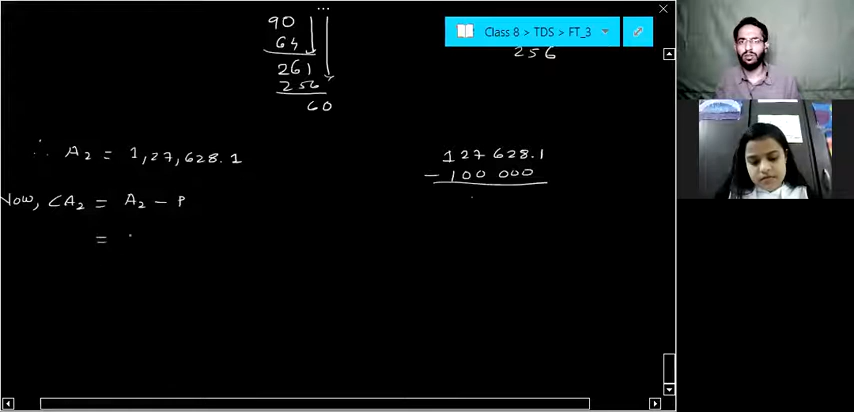 ...
90
64
261
256
60
Class 8 > TDS > FT_3
256
∴ A2 = 1,27,628.1
127 628.1
- 100 000
Now, CA2 = A2 - P
=